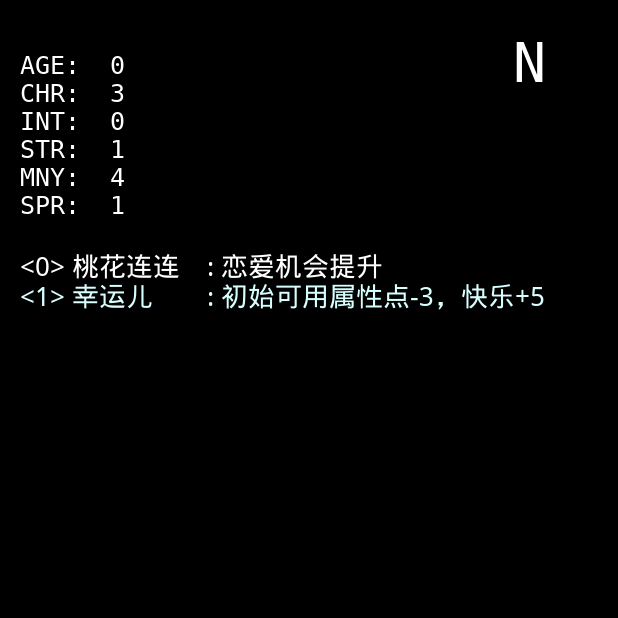 N
AGE: 0
CHR: 3
INT: 0
STR: 1
MNY: 4
SPR: 1
<0> 桃花连连 : 恋爱机会提升
<1> 幸运儿 : 初始可用属性点-3，快乐+5